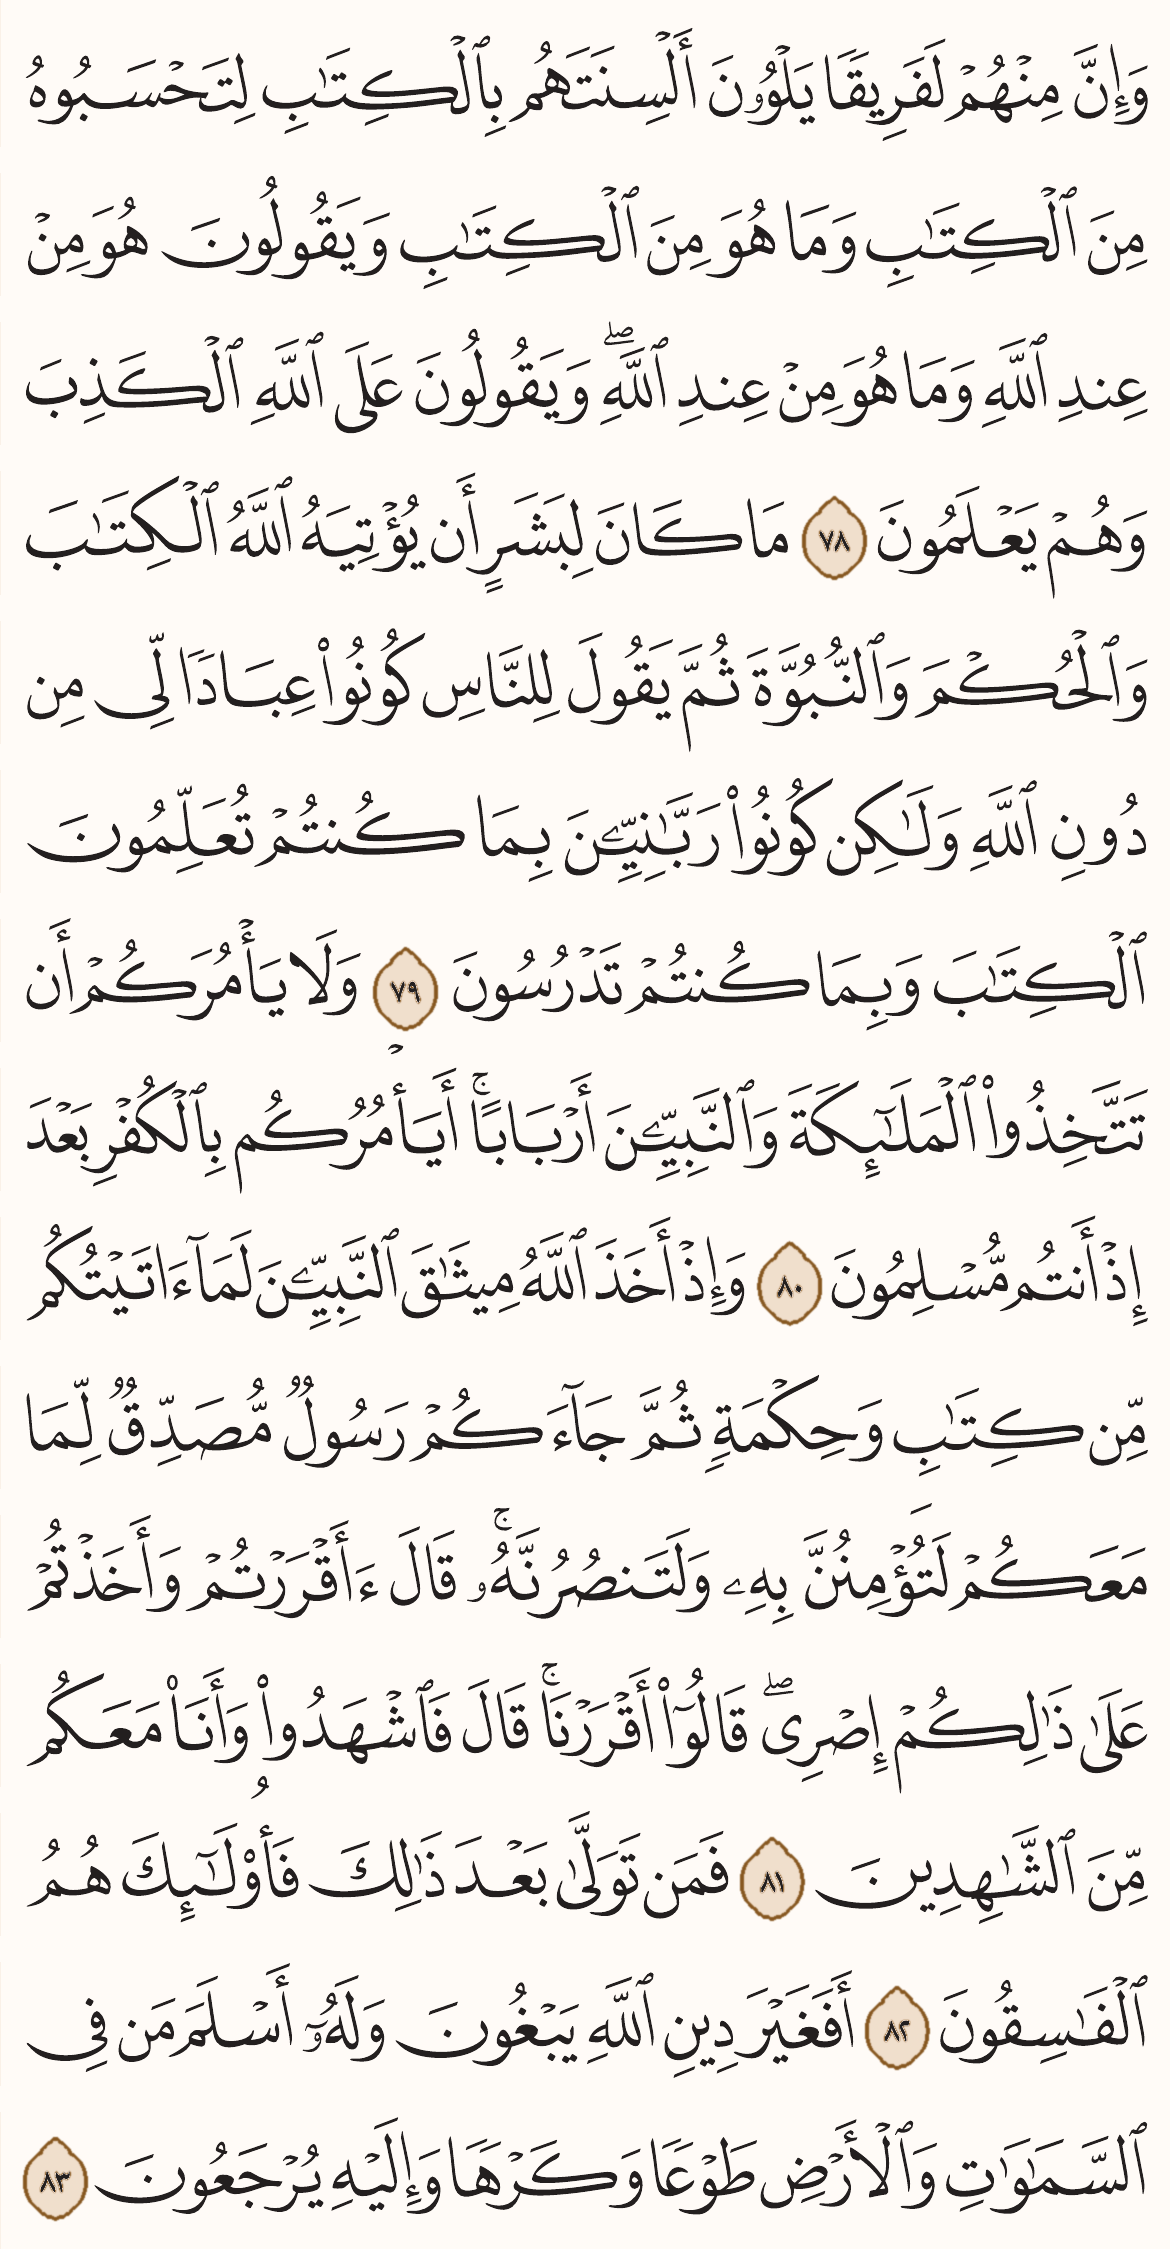 وَإِنَّ مِنْهُمْ لَفَرِيقًا يَلْوُۥنَ أَلْسِنَتَهُم بِٱلْكِتَٰبِ لِتَحْسَبُوهُ
مِنَ ٱلْكِتَٰبِ وَمَا هُوَ مِنَ ٱلْكِتَٰبِ وَيَقُولُونَ هُوَ مِنْ
عِندِ ٱللَّهِ وَمَا هُوَ مِنْ عِندِ ٱللَّهِۖ وَيَقُولُونَ عَلَى ٱللَّهِ ٱلْكَذِبَ
وَهُمْ يَعْلَمُونَ ٧٨ مَا كَانَ لِبَشَرٍ أَن يُؤْتِيَهُ ٱللَّهُ ٱلْكِتَٰبَ
وَٱلْحُكْمَ وَٱلنُّبُوَّةَ ثُمَّ يَقُولَ لِلنَّاسِ كُونُوا۟ عِبَادًا لِّى مِن
دُونِ ٱللَّهِ وَلَٰكِن كُونُوا۟ رَبَّٰنِيِّۦنَ بِمَا كُنتُمْ تُعَلِّمُونَ
ٱلْكِتَٰبَ وَبِمَا كُنتُمْ تَدْرُسُونَ ٧٩ وَلَا يَأْمُرَكُمْ أَن
تَتَّخِذُوا۟ ٱلْمَلَٰٓئِكَةَ وَٱلنَّبِيِّۦنَ أَرْبَابًاۚ أَيَأْمُرُكُم بِٱلْكُفْرِ بَعْدَ
إِذْ أَنتُم مُّسْلِمُونَ ٨٠ وَإِذْ أَخَذَ ٱللَّهُ مِيثَٰقَ ٱلنَّبِيِّۦنَ لَمَآ ءَاتَيْتُكُم
مِّن كِتَٰبٍ وَحِكْمَةٍ ثُمَّ جَآءَكُمْ رَسُولٌ مُّصَدِّقٌ لِّمَا
مَعَكُمْ لَتُؤْمِنُنَّ بِهِۦ وَلَتَنصُرُنَّهُۥۚ قَالَ ءَأَقْرَرْتُمْ وَأَخَذْتُمْ
عَلَىٰ ذَٰلِكُمْ إِصْرِىۖ قَالُوٓا۟ أَقْرَرْنَاۚ قَالَ فَٱشْهَدُوا۟ وَأَنَا۠ مَعَكُم
مِّنَ ٱلشَّٰهِدِينَ ٨١ فَمَن تَوَلَّىٰ بَعْدَ ذَٰلِكَ فَأُو۟لَٰٓئِكَ هُمُ
ٱلْفَٰسِقُونَ ٨٢ أَفَغَيْرَ دِينِ ٱللَّهِ يَبْغُونَ وَلَهُۥٓ أَسْلَمَ مَن فِى
ٱلسَّمَٰوَٰتِ وَٱلْأَرْضِ طَوْعًا وَكَرْهًا وَإِلَيْهِ يُرْجَعُونَ ٨٣